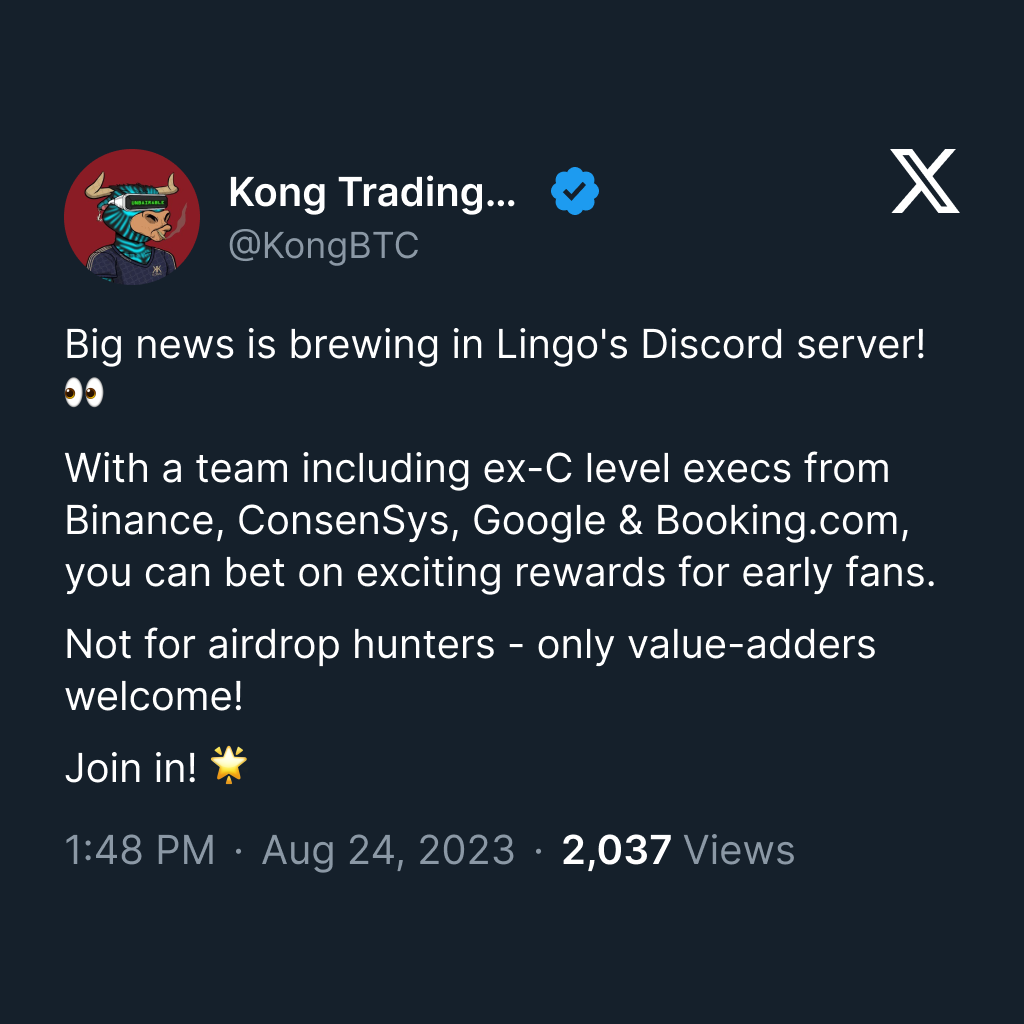 Kong Trading...
@KongBTC
Big news is brewing in Lingo's Discord server!
👀
With a team including ex-C level execs from
Binance, ConsenSys, Google & Booking.com,
you can bet on exciting rewards for early fans.
Not for airdrop hunters - only value-adders
welcome!
Join in! 🌟
1:48 PM · Aug 24, 2023 · 2,037 Views